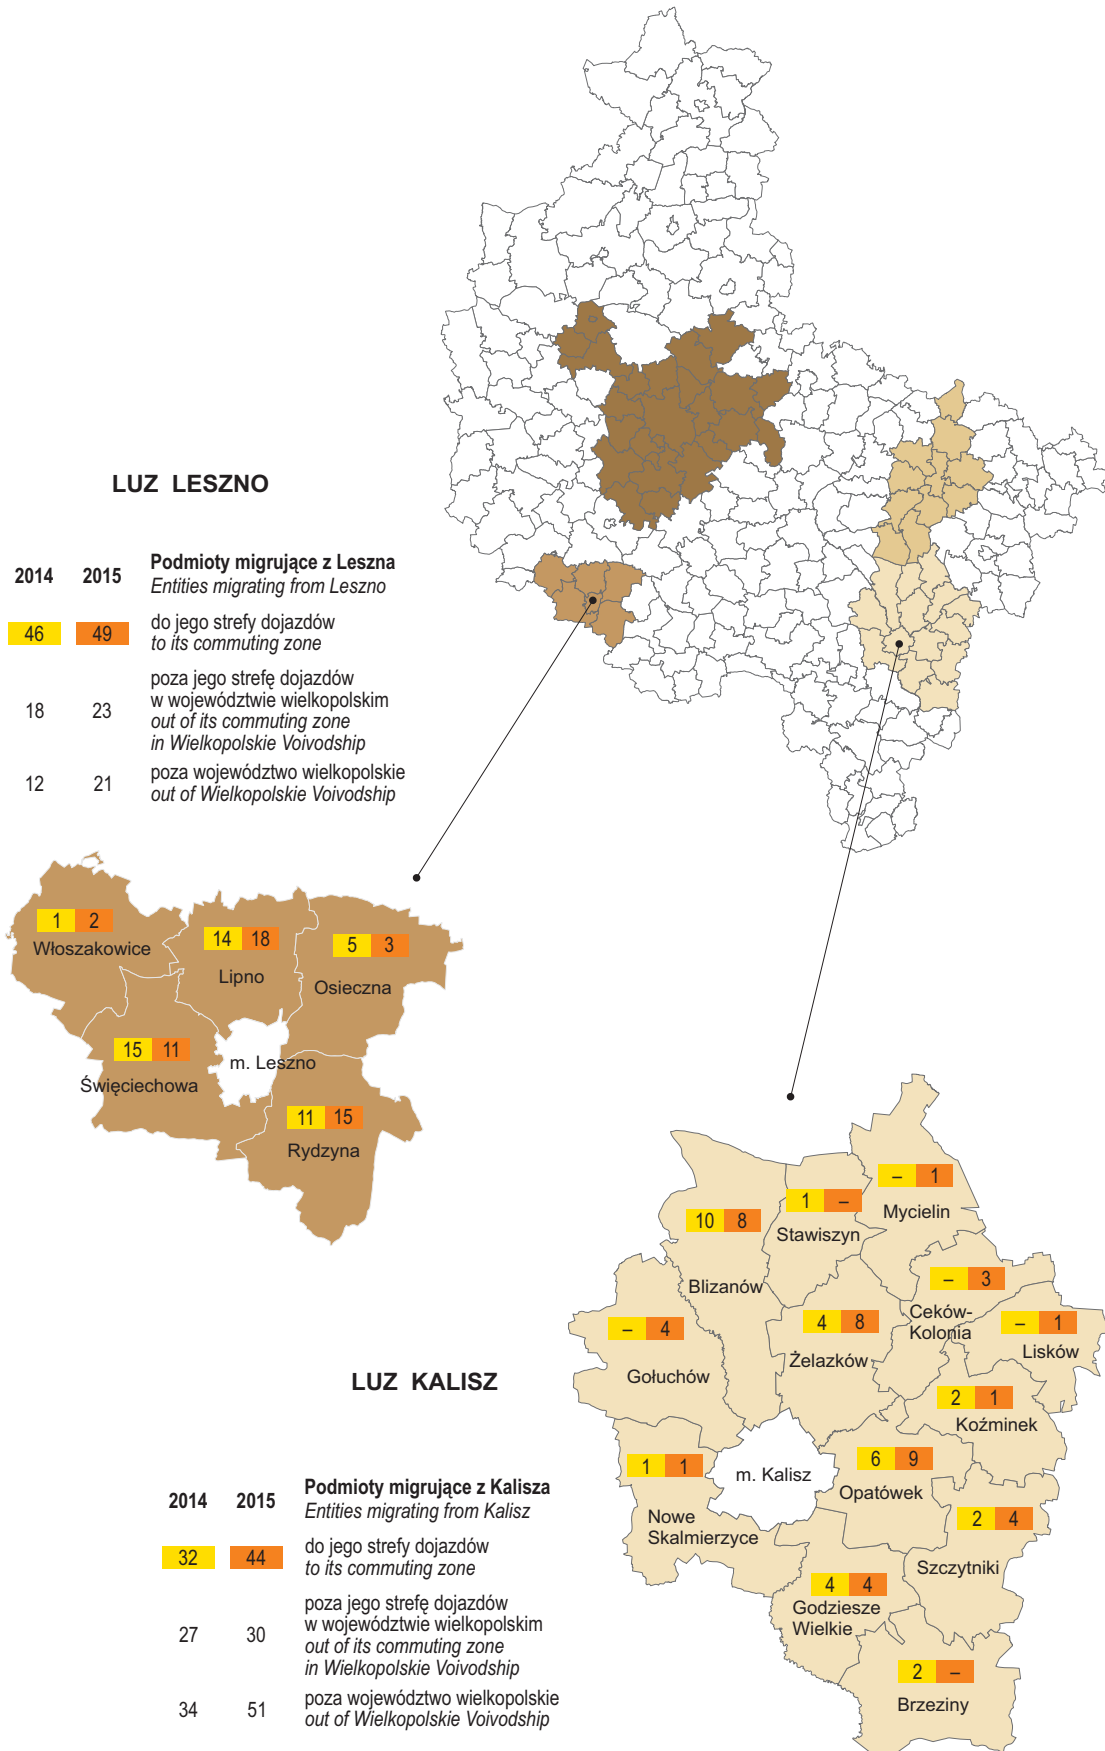 LUZ LESZNO
2014 2015 Podmioty migrujące z Leszna
Entities migrating from Leszno
46 49 do jego strefy dojazdów
to its commuting zone
poza jego strefę dojazdów
18 23 w województwie wielkopolskim
out of its commuting zone
in Wielkopolskie Voivodship
12 21 poza województwo wielkopolskie
out of Wielkopolskie Voivodship
1 2
Włoszakowice
14 18
Lipno
5 3
Osieczna
15 11
Święciechowa
m. Leszno
11 15
Rydzyna
– 1
Mycielin
1 –
Stawiszyn
10 8
Blizanów
– 3
Ceków-
Kolonia
– 1
Lisków
– 4
Gołuchów
4 8
Żelazków
2 1
Koźminek
1 1
Nowe
Skalmierzyce
m. Kalisz
6 9
Opatówek
2 4
Szczytniki
4 4
Godziesze
Wielkie
2 –
Brzeziny
LUZ KALISZ
2014 2015 Podmioty migrujące z Kalisza
Entities migrating from Kalisz
32 44 do jego strefy dojazdów
to its commuting zone
poza jego strefę dojazdów
27 30 w województwie wielkopolskim
out of its commuting zone
in Wielkopolskie Voivodship
34 51 poza województwo wielkopolskie
out of Wielkopolskie Voivodship